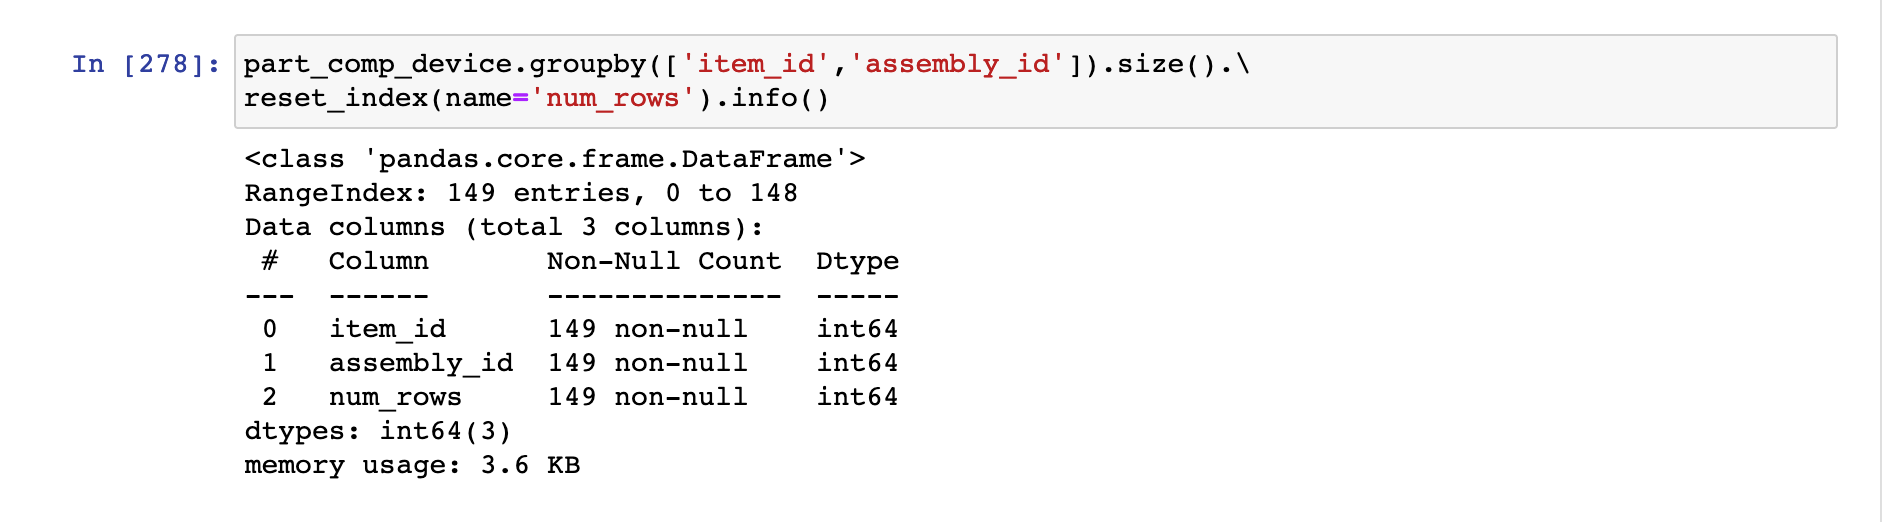 In [278]: part_comp_device.groupby(['item_id','assembly_id']).size().\
reset_index(name='num_rows').info()
<class 'pandas.core.frame.DataFrame'>
RangeIndex: 149 entries, 0 to 148
Data columns (total 3 columns):
 #   Column       Non-Null Count  Dtype
---  ------       --------------  -----
 0   item_id      149 non-null    int64
 1   assembly_id  149 non-null    int64
 2   num_rows     149 non-null    int64
dtypes: int64(3)
memory usage: 3.6 KB